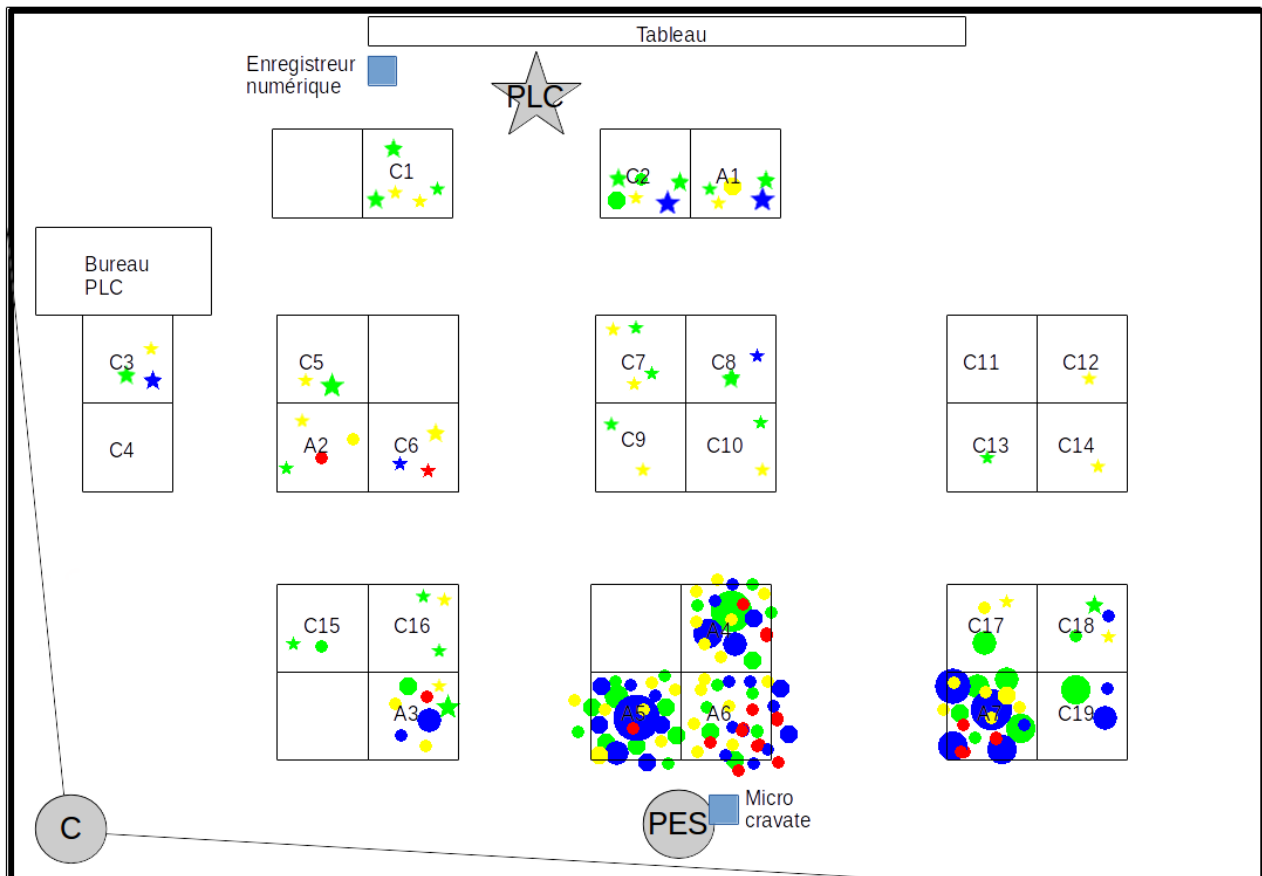 Tableau
Enregistreur
numérique
PLC
C1
C2
A1
Bureau
PLC
C3
C5
C7
C8
C11
C12
C4
A2
C6
C9
C10
C13
C14
C15
C16
A4
C17
C18
A3
A5
A6
A7
C19
C
PES
Micro
cravate